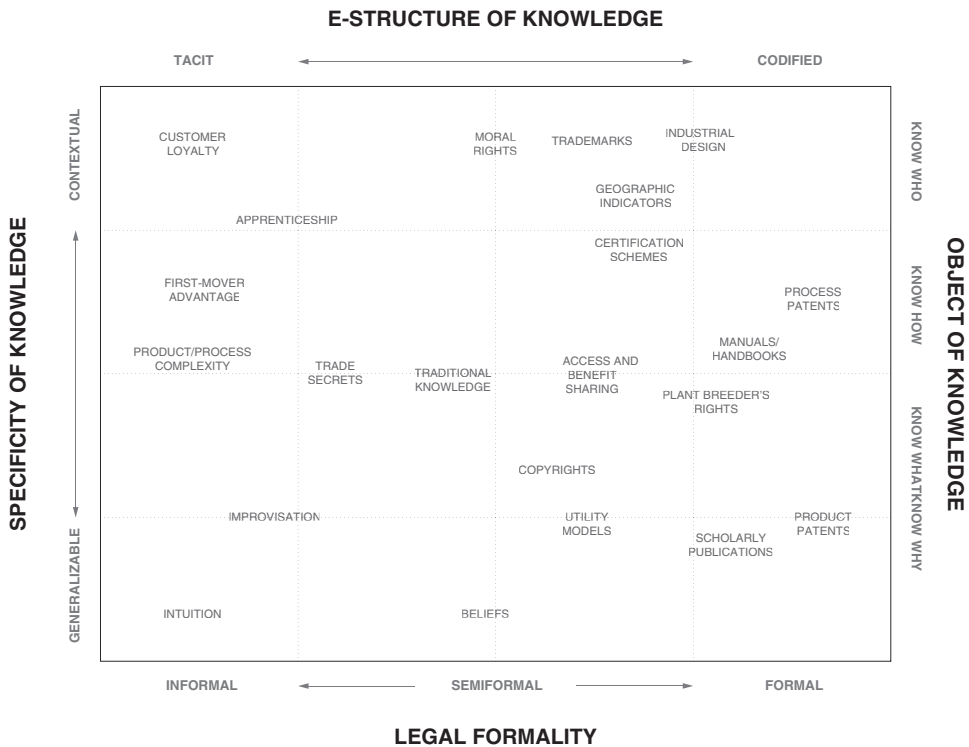 E-STRUCTURE OF KNOWLEDGE
TACIT
CODIFIED
CONTEXTUAL
GENERALIZABLE
SPECIFICITY OF KNOWLEDGE
CUSTOMER
LOYALTY
MORAL
RIGHTS
TRADEMARKS
INDUSTRIAL
DESIGN
GEOGRAPHIC
INDICATORS
APPRENTICESHIP
CERTIFICATION
SCHEMES
FIRST-MOVER
ADVANTAGE
PROCESS
PATENTS
PRODUCT/PROCESS
COMPLEXITY
TRADE
SECRETS
TRADITIONAL
KNOWLEDGE
ACCESS AND
BENEFIT
SHARING
MANUALS/
HANDBOOKS
PLANT BREEDER'S
RIGHTS
COPYRIGHTS
IMPROVISATION
UTILITY
MODELS
SCHOLARLY
PUBLICATIONS
PRODUCT
PATENTS
INTUITION
BELIEFS
KNOW WHO
KNOW HOW
KNOW WHATKNOW WHY
OBJECT OF KNOWLEDGE
INFORMAL
SEMIFORMAL
FORMAL
LEGAL FORMALITY